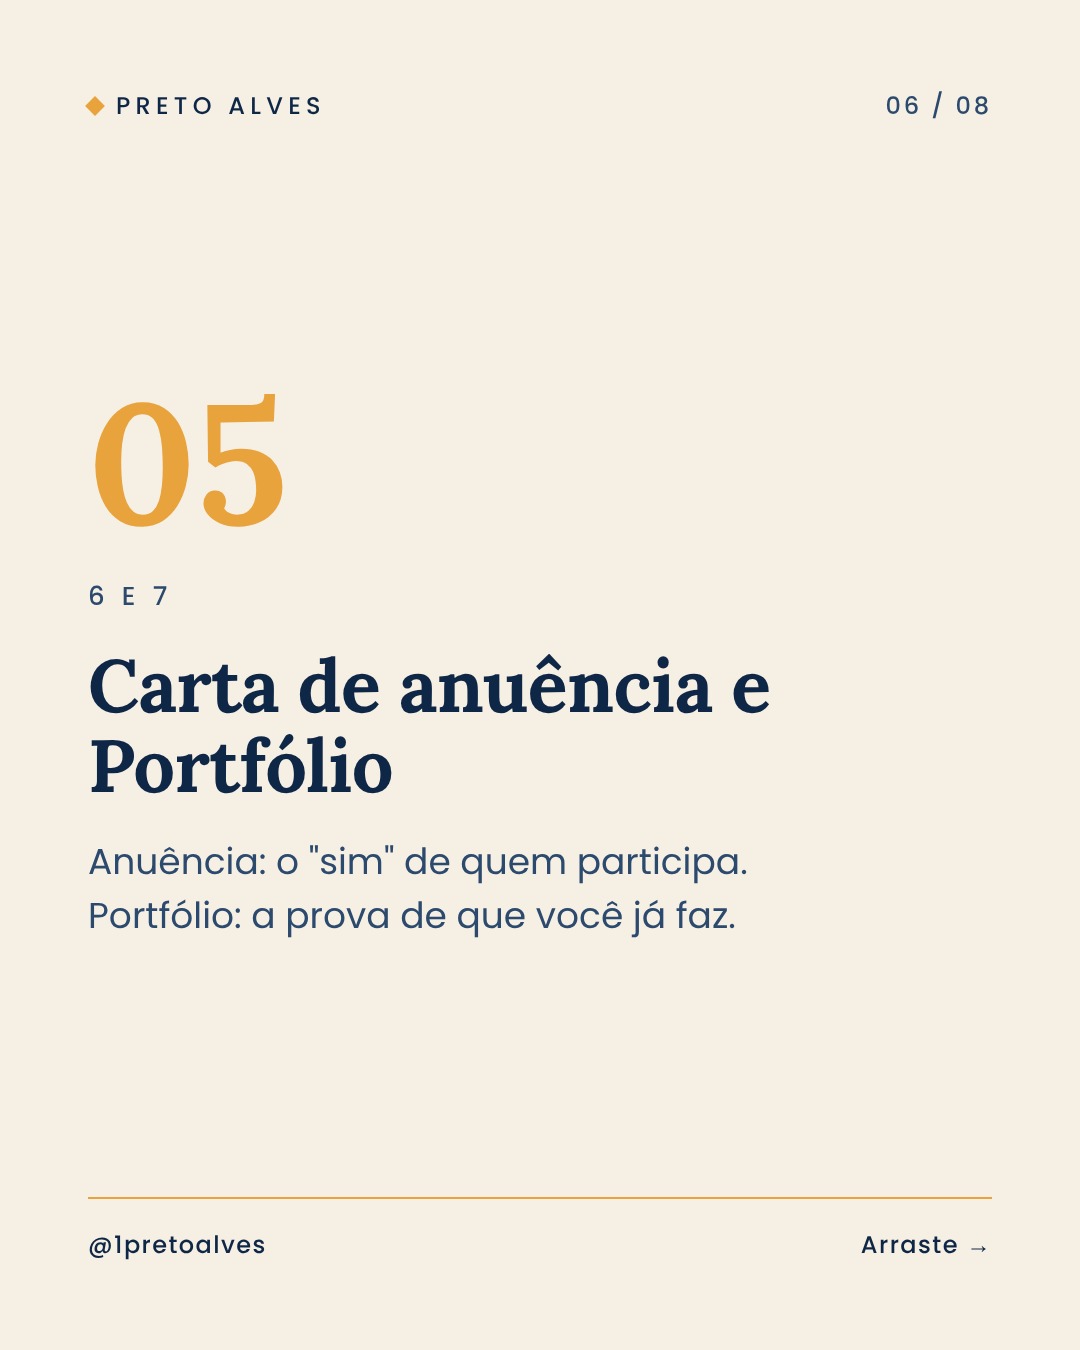 PRETO ALVES
06 / 08
05
6 E 7
Carta de anuência e
Portfólio
Anuência: o "sim" de quem participa.
Portfólio: a prova de que você já faz.
@1pretoalves
Arraste →